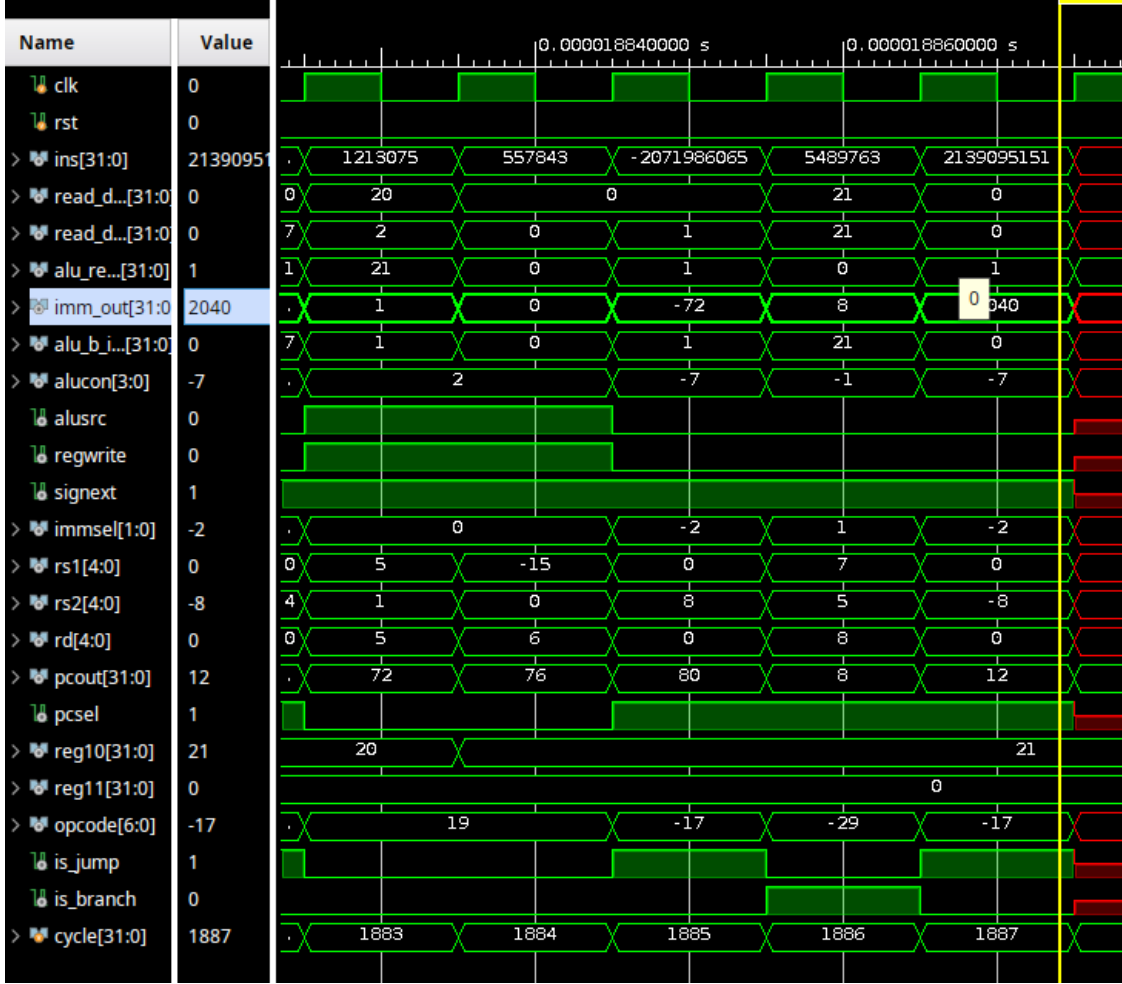 Name Value 0.000018840000 s 0.000018860000 s
clk 0
rst 0
ins[31:0] 21390951 . 1213075 557843 -2071986065 5489763 2139095151
read_d...[31:0] 0 0 20 0 21 0
read_d...[31:0] 0 7 2 0 1 21 0
alu_re...[31:0] 1 1 21 0 1 0 1
imm_out[31:0 2040 . 1 0 -72 8 0 040
alu_b_i...[31:0] 0 7 1 0 1 21 0
alucon[3:0] -7 . 2 -7 -1 -7
alusrc 0
regwrite 0
signext 1
immsel[1:0] -2 . 0 -2 1 -2
rs1[4:0] 0 0 5 -15 0 7 0
rs2[4:0] -8 4 1 0 8 5 -8
rd[4:0] 0 0 5 6 0 8 0
pcout[31:0] 12 . 72 76 80 8 12
pcsel 1
reg10[31:0] 21 20 21
reg11[31:0] 0 0
opcode[6:0] -17 . 19 -17 -29 -17
is_jump 1
is_branch 0
cycle[31:0] 1887 . 1883 1884 1885 1886 1887